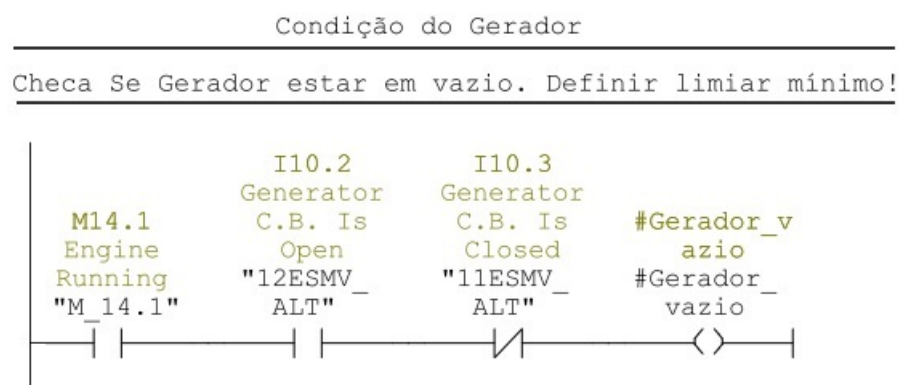 Condição do Gerador
Checa Se Gerador estar em vazio. Definir limiar mínimo!
M14.1
Engine
Running
"M_14.1"
I10.2
Generator
C.B. Is
Open
"12ESMV_
ALT"
I10.3
Generator
C.B. Is
Closed
"11ESMV_
ALT"
#Gerador_v
azio
#Gerador_
vazio